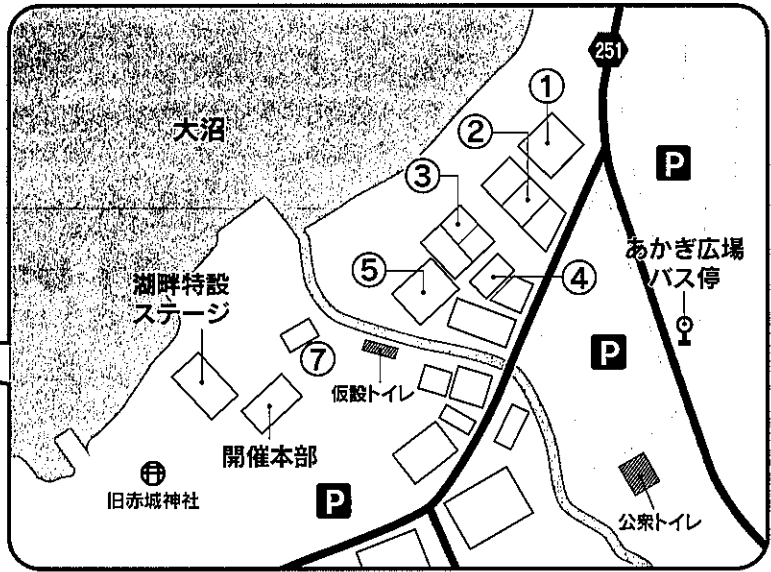 251
①
大沼
②
P
③
あかぎ広場
バス停
⑤
④
湖畔特設
ステージ
P
⑦
仮設トイレ
開催本部
旧赤城神社
P
公衆トイレ